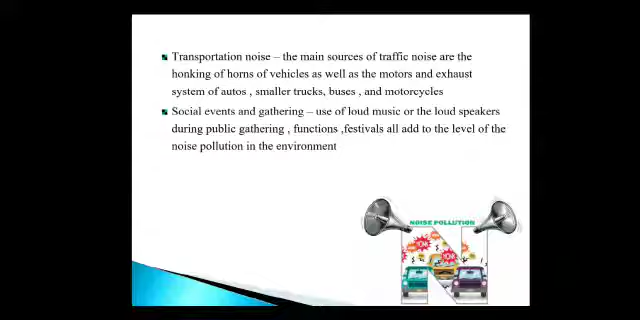 Transportation noise – the main sources of traffic noise are the
honking of horns of vehicles as well as the motors and exhaust
system of autos , smaller trucks, buses , and motorcycles
Social events and gathering – use of loud music or the loud speakers
during public gathering , functions ,festivals all add to the level of the
noise pollution in the environment
NOISE POLLUTION